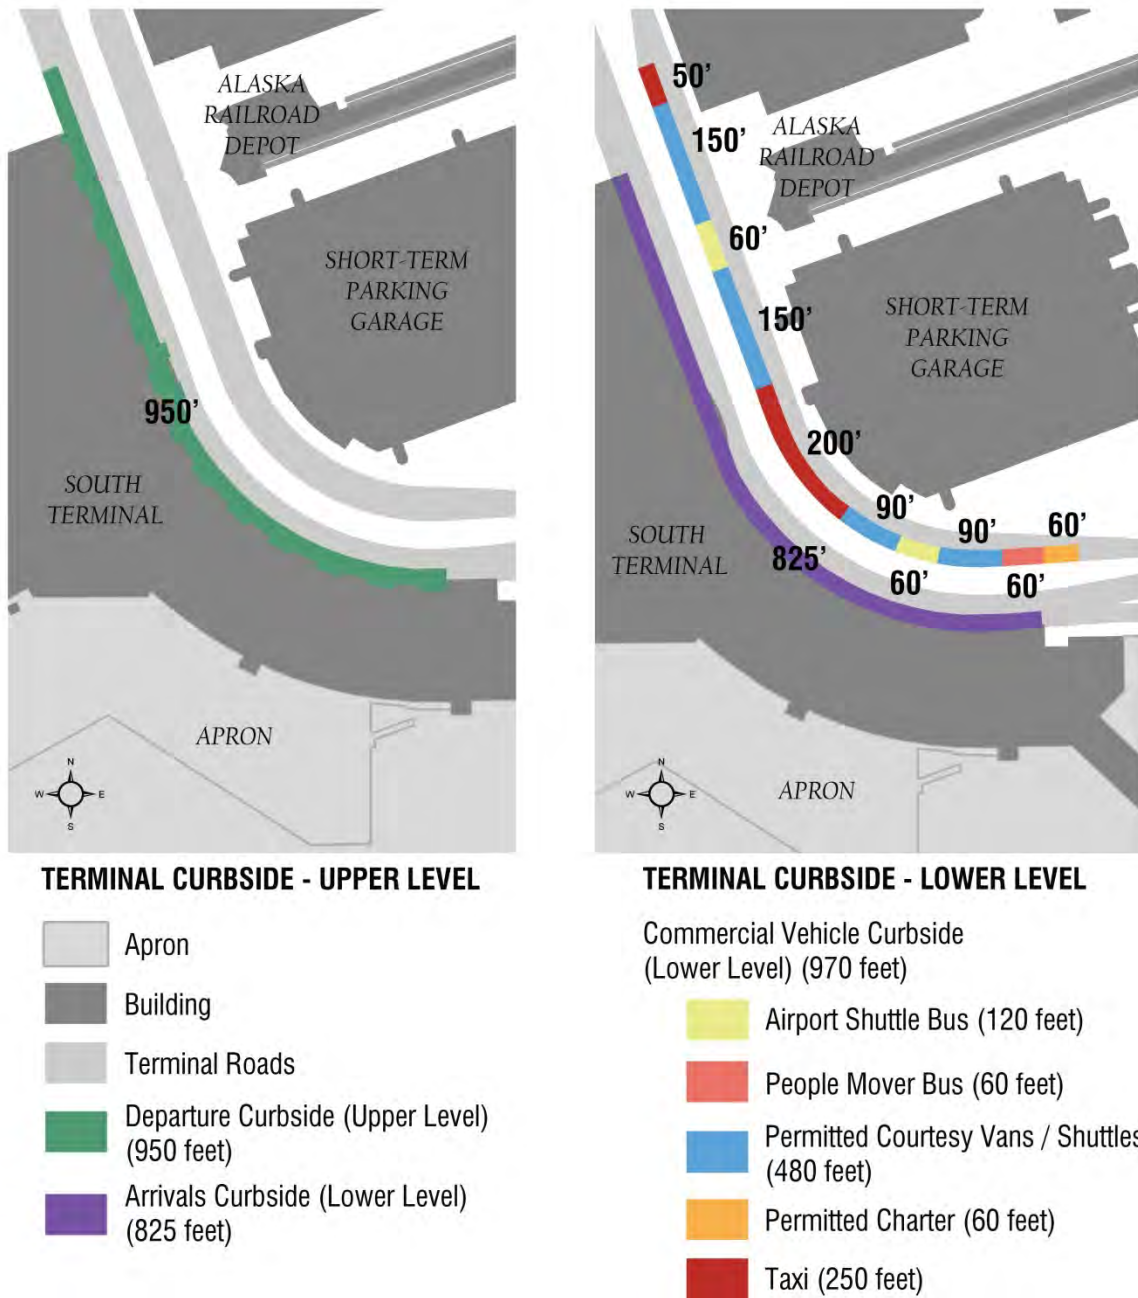 ALASKA
RAILROAD
DEPOT
SHORT-TERM
PARKING
GARAGE
950’
SOUTH
TERMINAL
APRON
N
W E
S
50’
150’
ALASKA
RAILROAD
DEPOT
60’
150’
SHORT-TERM
PARKING
GARAGE
200’
90’
90’
60’
SOUTH
TERMINAL
825’
60’
60’
APRON
N
W E
S
TERMINAL CURBSIDE - UPPER LEVEL
Apron
Building
Terminal Roads
Departure Curbside (Upper Level)
(950 feet)
Arrivals Curbside (Lower Level)
(825 feet)
TERMINAL CURBSIDE - LOWER LEVEL
Commercial Vehicle Curbside
(Lower Level) (970 feet)
Airport Shuttle Bus (120 feet)
People Mover Bus (60 feet)
Permitted Courtesy Vans / Shuttles
(480 feet)
Permitted Charter (60 feet)
Taxi (250 feet)